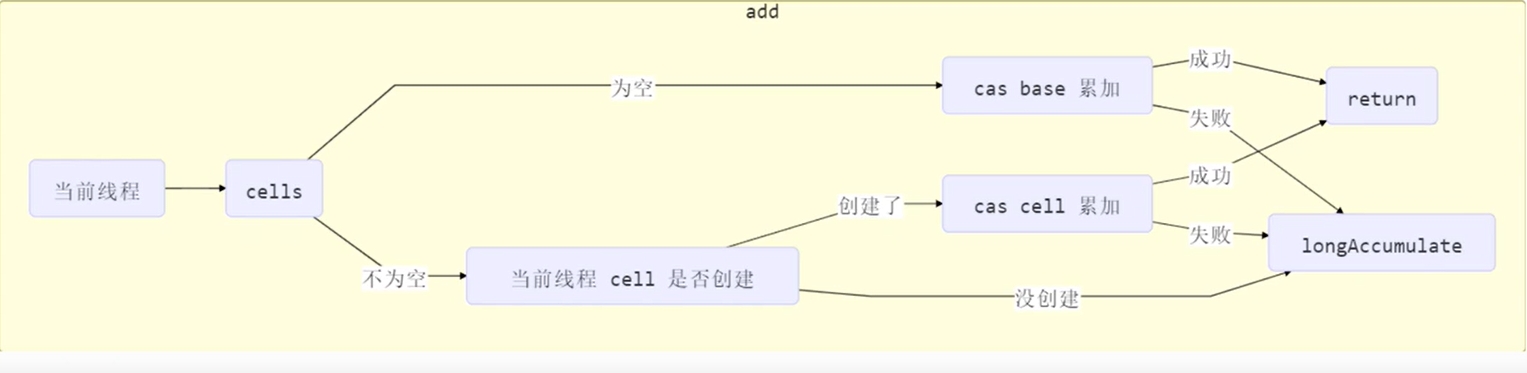 add
当前线程
cells
为空
不为空
当前线程 cell 是否创建
创建了
没创建
cas base 累加
成功
失败
cas cell 累加
成功
失败
return
longAccumulate